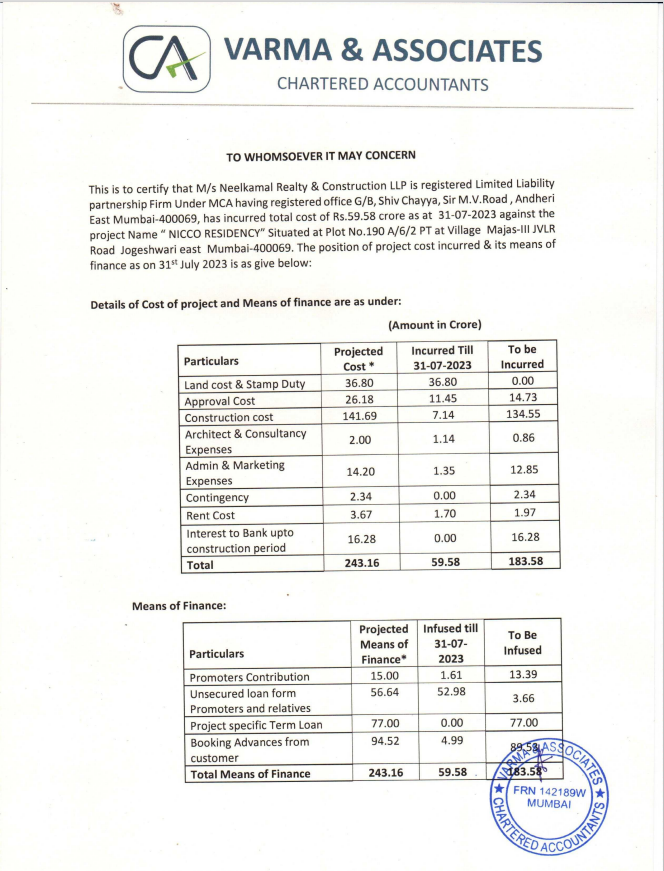 CA
VARMA & ASSOCIATES
CHARTERED ACCOUNTANTS
TO WHOMSOEVER IT MAY CONCERN
This is to certify that M/s Neelkamal Realty & Construction LLP is registered Limited Liability
partnership Firm Under MCA having registered office G/B, Shiv Chayya, Sir M.V.Road , Andheri
East Mumbai-400069, has incurred total cost of Rs.59.58 crore as at 31-07-2023 against the
project Name “ NICCO RESIDENCY” Situated at Plot No.190 A/6/2 PT at Village Majas-III JVLR
Road Jogeshwari east Mumbai-400069. The position of project cost incurred & its means of
finance as on 31st July 2023 is as give below:
Details of Cost of project and Means of finance are as under:
(Amount in Crore)
Particulars Projected Cost * Incurred Till 31-07-2023 To be Incurred
Land cost & Stamp Duty 36.80 36.80 0.00
Approval Cost 26.18 11.45 14.73
Construction cost 141.69 7.14 134.55
Architect & Consultancy Expenses 2.00 1.14 0.86
Admin & Marketing Expenses 14.20 1.35 12.85
Contingency 2.34 0.00 2.34
Rent Cost 3.67 1.70 1.97
Interest to Bank upto construction period 16.28 0.00 16.28
Total 243.16 59.58 183.58
Means of Finance:
Particulars Projected Means of Finance* Infused till 31-07-2023 To Be Infused
Promoters Contribution 15.00 1.61 13.39
Unsecured loan form Promoters and relatives 56.64 52.98 3.66
Project specific Term Loan 77.00 0.00 77.00
Booking Advances from customer 94.52 4.99 89.53
Total Means of Finance 243.16 59.58 183.58
VARMA & ASSOCIATES
FRN 142189W
MUMBAI
CHARTERED ACCOUNTANTS